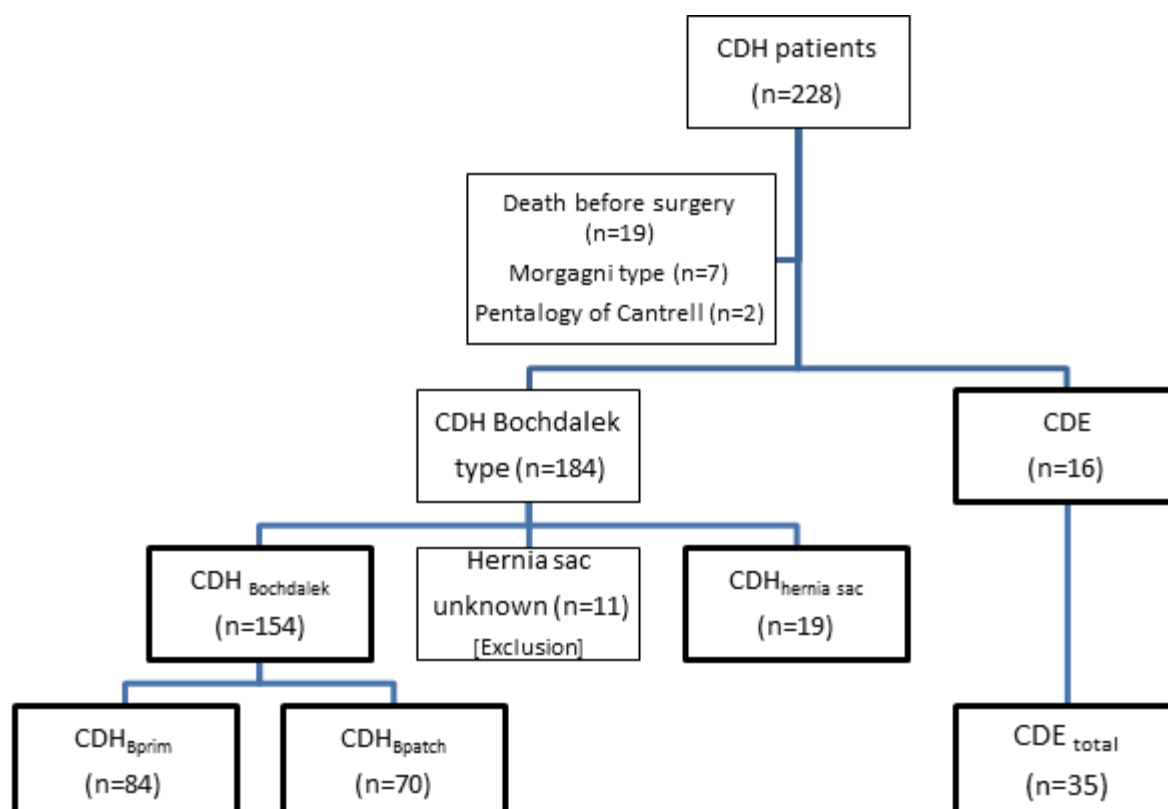 CDH patients
(n=228)
Death before surgery
(n=19)
Morgagni type (n=7)
Pentalogy of Cantrell (n=2)
CDH Bochdalek
type (n=184)
CDE
(n=16)
CDH Bochdalek
(n=154)
Hernia sac
unknown (n=11)
[Exclusion]
CDHhernia sac
(n=19)
CDHBprim
(n=84)
CDHBpatch
(n=70)
CDE total
(n=35)